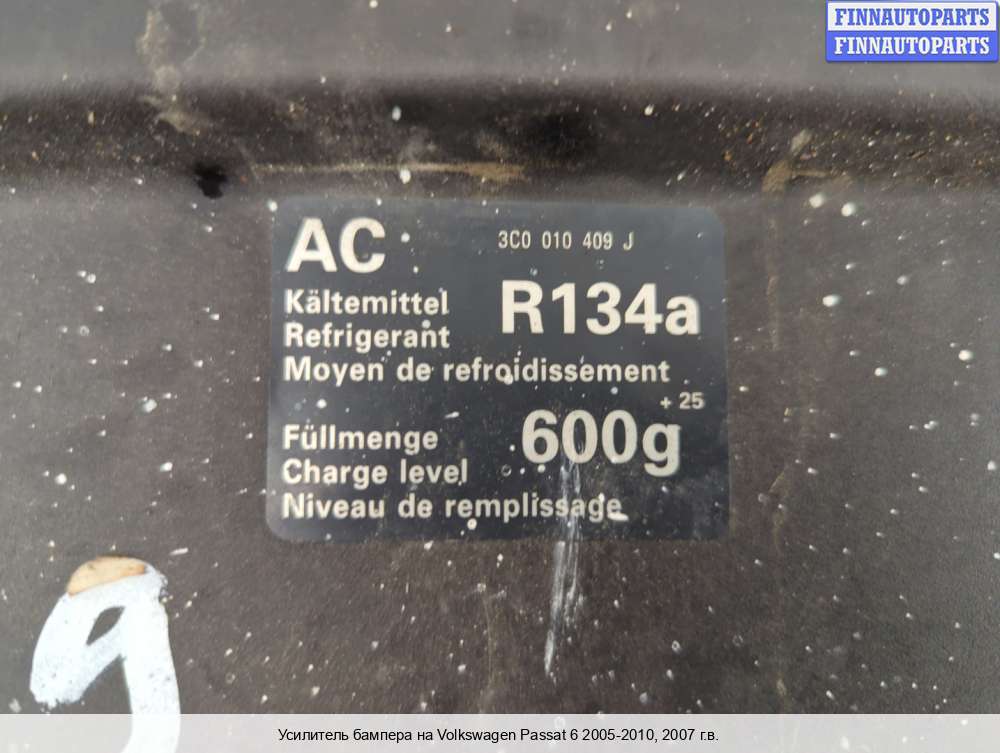 FINNAUTOPARTS
FINNAUTOPARTS
AC
3C0 010 409 J
Kältemittel
Refrigerant
R134a
Moyen de refroidissement
+ 25
Füllmenge
600g
Charge level
Niveau de remplissage
9
Усилитель бампера на Volkswagen Passat 6 2005-2010, 2007 г.в.